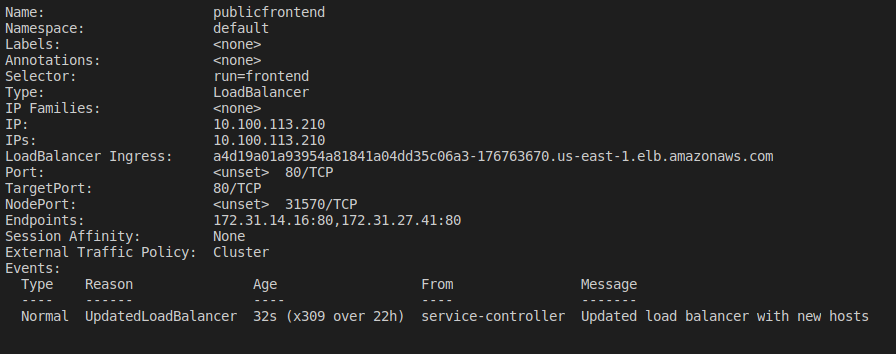 Name:                     publicfrontend
Namespace:                default
Labels:                   <none>
Annotations:              <none>
Selector:                 run=frontend
Type:                     LoadBalancer
IP Families:              <none>
IP:                       10.100.113.210
IPs:                      10.100.113.210
LoadBalancer Ingress:     a4d19a01a93954a81841a04dd35c06a3-176763670.us-east-1.elb.amazonaws.com
Port:                     <unset>  80/TCP
TargetPort:               80/TCP
NodePort:                 <unset>  31570/TCP
Endpoints:                172.31.14.16:80,172.31.27.41:80
Session Affinity:         None
External Traffic Policy:  Cluster
Events:
  Type    Reason               Age                  From                Message
  ----    ------               ----                 ----                -------
  Normal  UpdatedLoadBalancer  32s (x309 over 22h)  service-controller  Updated load balancer with new hosts